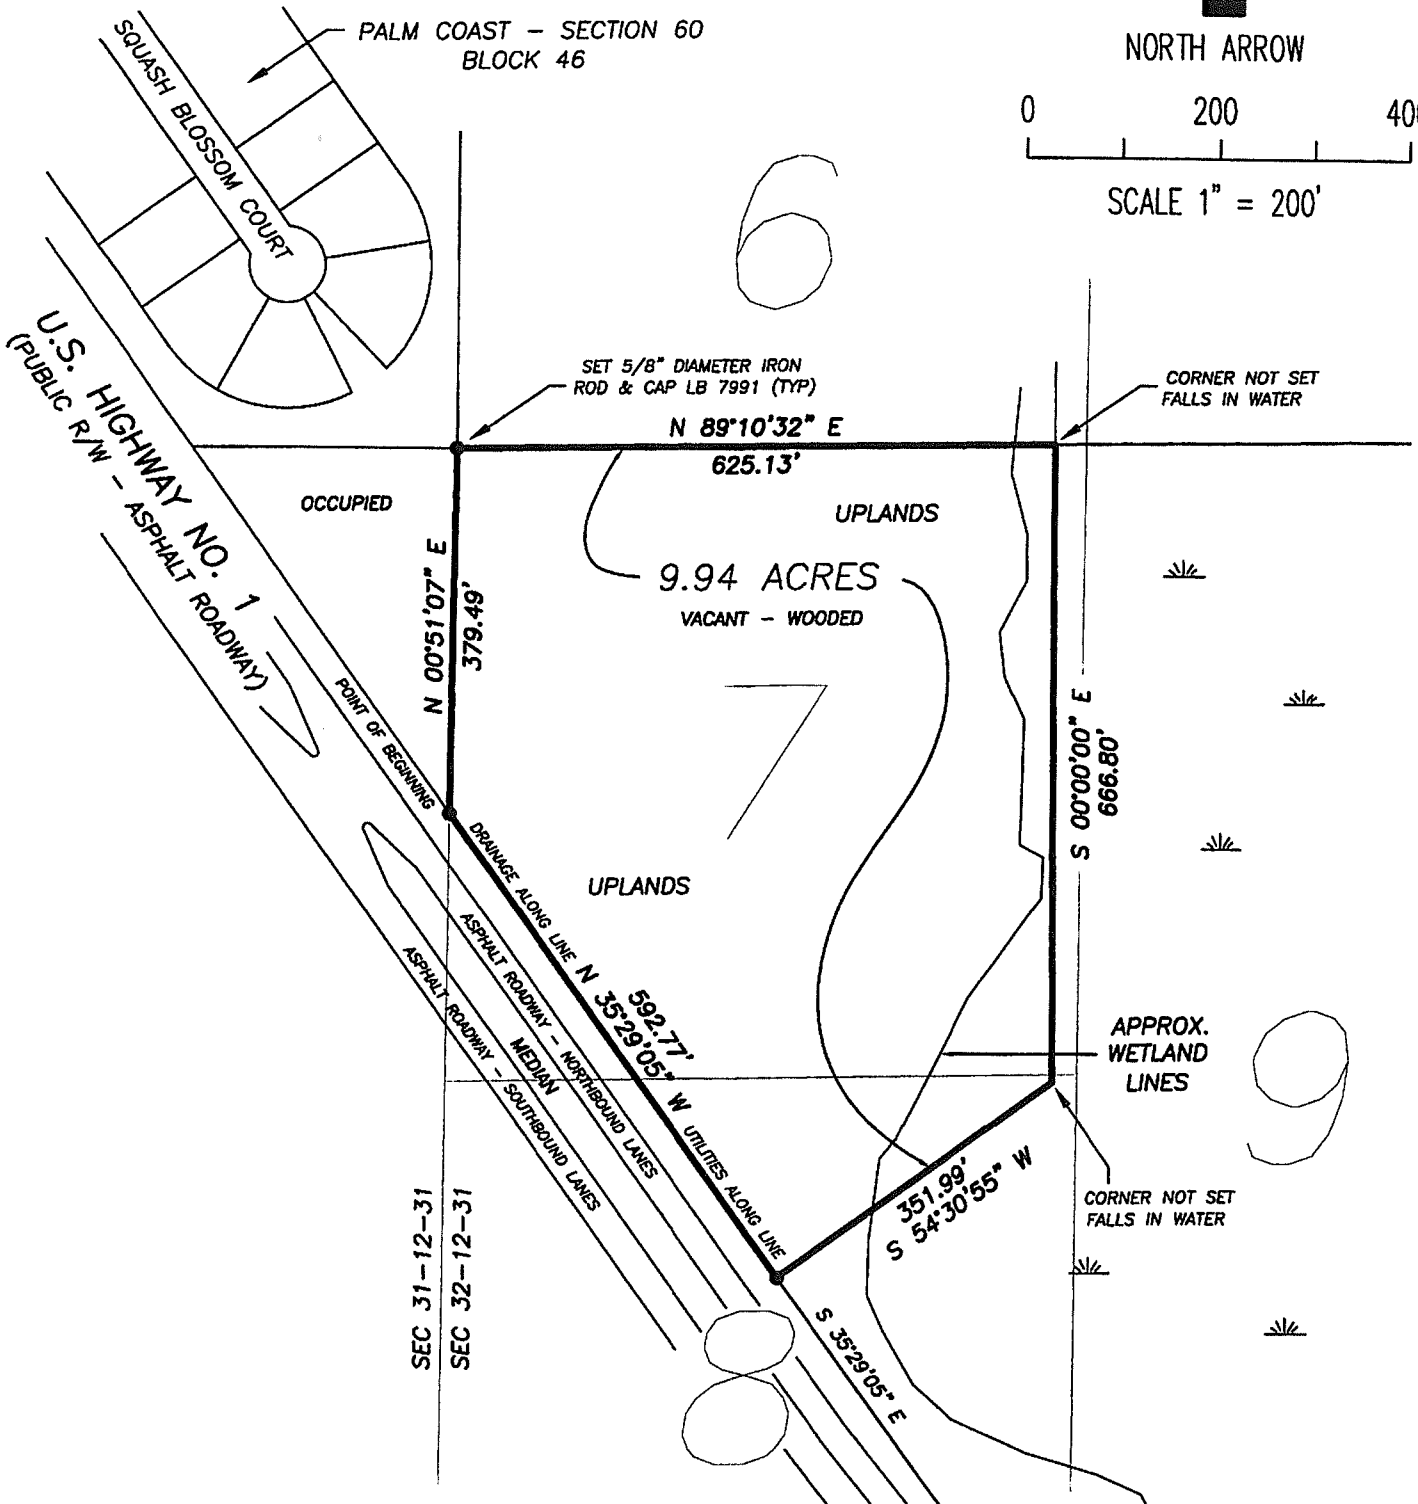 PALM COAST - SECTION 60
BLOCK 46
NORTH ARROW
0 200 400
SCALE 1" = 200'
SQUASH BLOSSOM COURT
6
U.S. HIGHWAY NO. 1
(PUBLIC R/W - ASPHALT ROADWAY)
SET 5/8" DIAMETER IRON
ROD & CAP LB 7991 (TYP)
CORNER NOT SET
FALLS IN WATER
N 89°10'32" E
625.13'
OCCUPIED
UPLANDS
N 00°51'07" E
379.49'
9.94 ACRES
VACANT - WOODED
7
POINT OF BEGINNING
S 00°00'00" E
666.80'
DRAINAGE ALONG LINE
UPLANDS
592.77'
N 35°29'05" W
UTILITIES ALONG LINE
ASPHALT ROADWAY - NORTHBOUND LANES
MEDIAN
ASPHALT ROADWAY - SOUTHBOUND LANES
APPROX.
WETLAND
LINES
9
351.99'
S 54°30'55" W
CORNER NOT SET
FALLS IN WATER
SEC 31-12-31
SEC 32-12-31
S 35°29'05" E
8